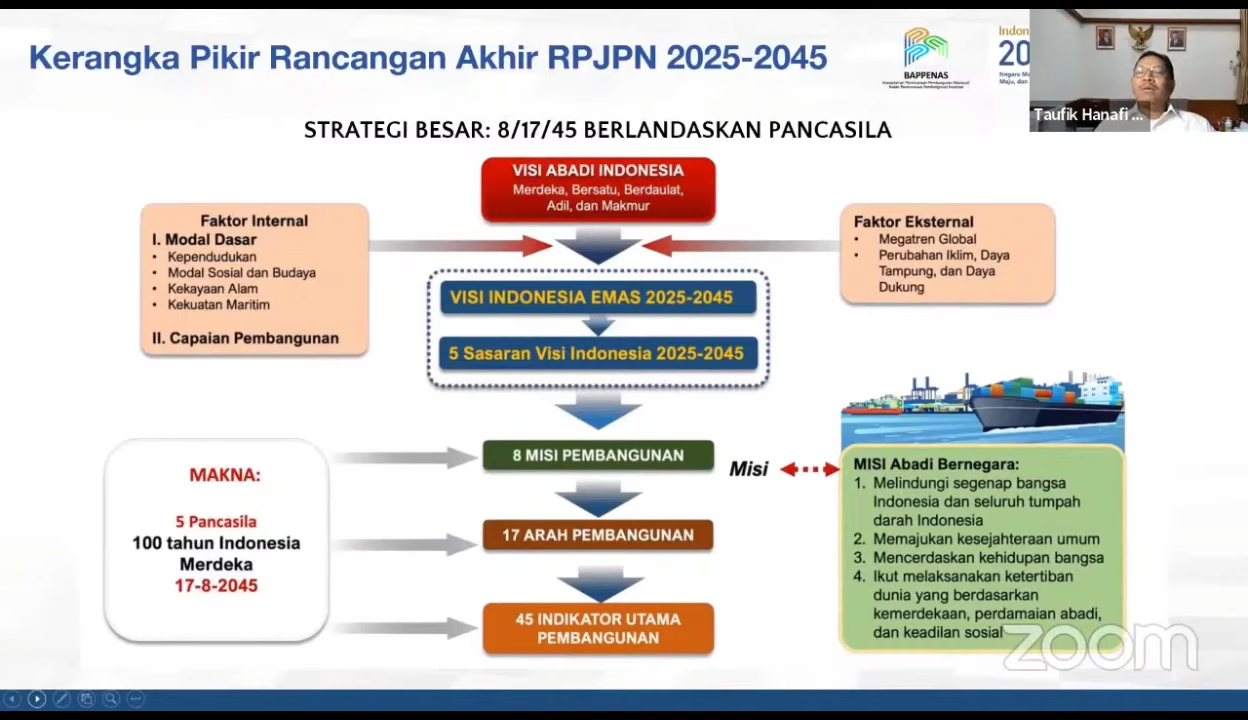 Kerangka Pikir Rancangan Akhir RPJPN 2025-2045
BAPPENAS
Indon
20
Negara M
Maju, dan
Taufik Hanafi ...
STRATEGI BESAR: 8/17/45 BERLANDASKAN PANCASILA
VISI ABADI INDONESIA
Merdeka, Bersatu, Berdaulat,
Adil, dan Makmur
Faktor Internal
I. Modal Dasar
• Kependudukan
• Modal Sosial dan Budaya
• Kekayaan Alam
• Kekuatan Maritim
II. Capaian Pembangunan
Faktor Eksternal
• Megatren Global
• Perubahan Iklim, Daya
Tampung, dan Daya
Dukung
VISI INDONESIA EMAS 2025-2045
5 Sasaran Visi Indonesia 2025-2045
MAKNA:
5 Pancasila
100 tahun Indonesia
Merdeka
17-8-2045
8 MISI PEMBANGUNAN
17 ARAH PEMBANGUNAN
45 INDIKATOR UTAMA
PEMBANGUNAN
Misi
MISI Abadi Bernegara:
1. Melindungi segenap bangsa
Indonesia dan seluruh tumpah
darah Indonesia
2. Memajukan kesejahteraan umum
3. Mencerdaskan kehidupan bangsa
4. Ikut melaksanakan ketertiban
dunia yang berdasarkan
kemerdekaan, perdamaian abadi,
dan keadilan sosial
zoom